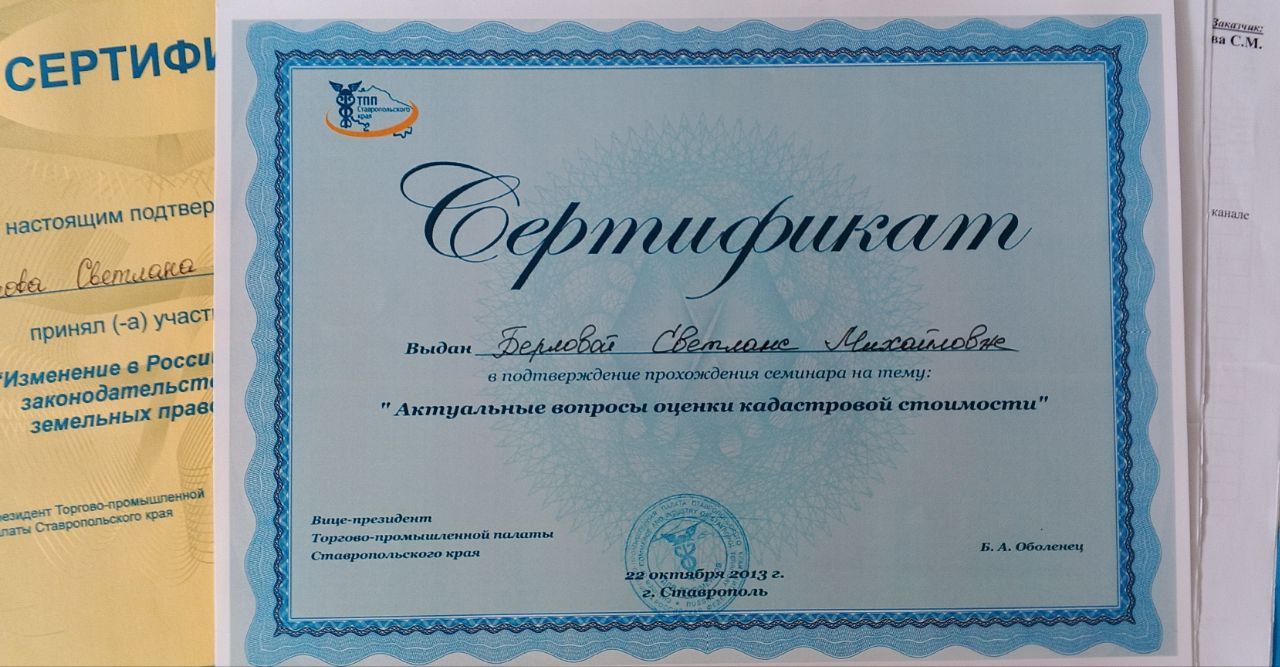 СЕРТИФИ
настоящим подтвер
ова Светлана
принял (-а) участ
"Изменение в Росси
законодательств
земельных прав
резидент Торгово-промышленной
алаты Ставропольского края
ТПП
Ставропольского
края
Сертификат
Выдан Берловой Светлане Михайловне
в подтверждение прохождения семинара на тему:
"Актуальные вопросы оценки кадастровой стоимости"
Вице-президент
Торгово-промышленной палаты
Ставропольского края
Б. А. Оболенец
22 октября 2013 г.
г. Ставрополь
Заказчик:
ва С.М.
канале